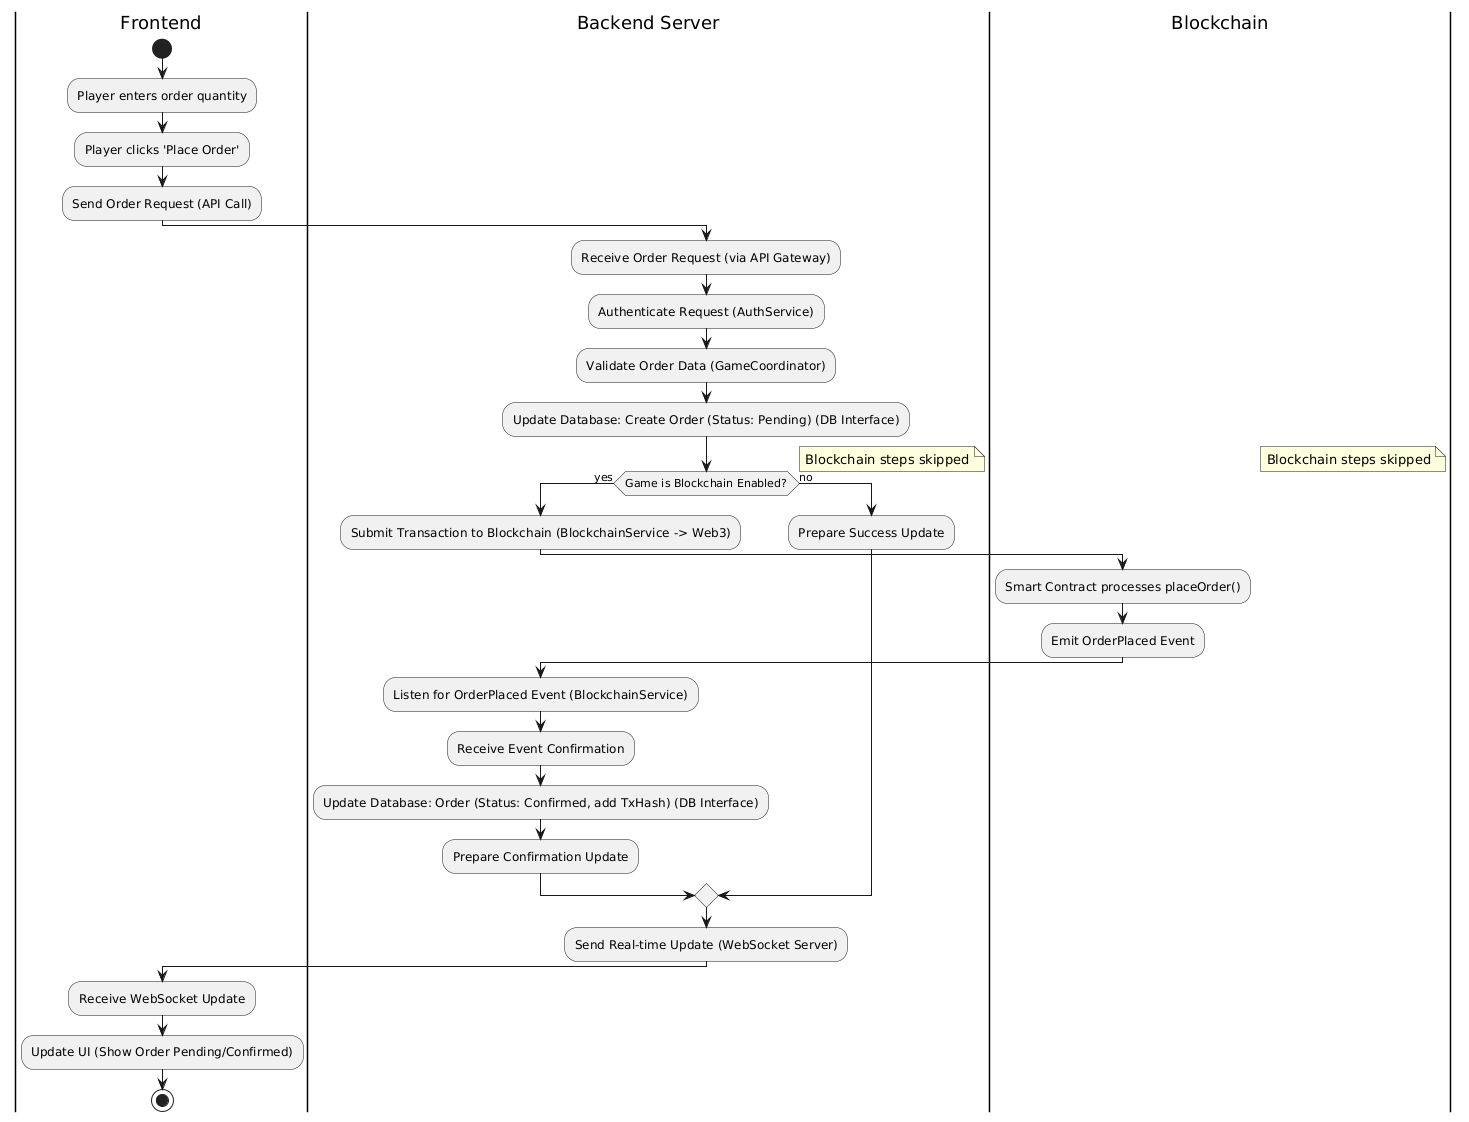 Frontend
Backend Server
Blockchain
Player enters order quantity
Player clicks 'Place Order'
Send Order Request (API Call)
Receive Order Request (via API Gateway)
Authenticate Request (AuthService)
Validate Order Data (GameCoordinator)
Update Database: Create Order (Status: Pending) (DB Interface)
Blockchain steps skipped
Blockchain steps skipped
yes
Game is Blockchain Enabled?
no
Submit Transaction to Blockchain (BlockchainService -> Web3)
Prepare Success Update
Smart Contract processes placeOrder()
Emit OrderPlaced Event
Listen for OrderPlaced Event (BlockchainService)
Receive Event Confirmation
Update Database: Order (Status: Confirmed, add TxHash) (DB Interface)
Prepare Confirmation Update
Send Real-time Update (WebSocket Server)
Receive WebSocket Update
Update UI (Show Order Pending/Confirmed)